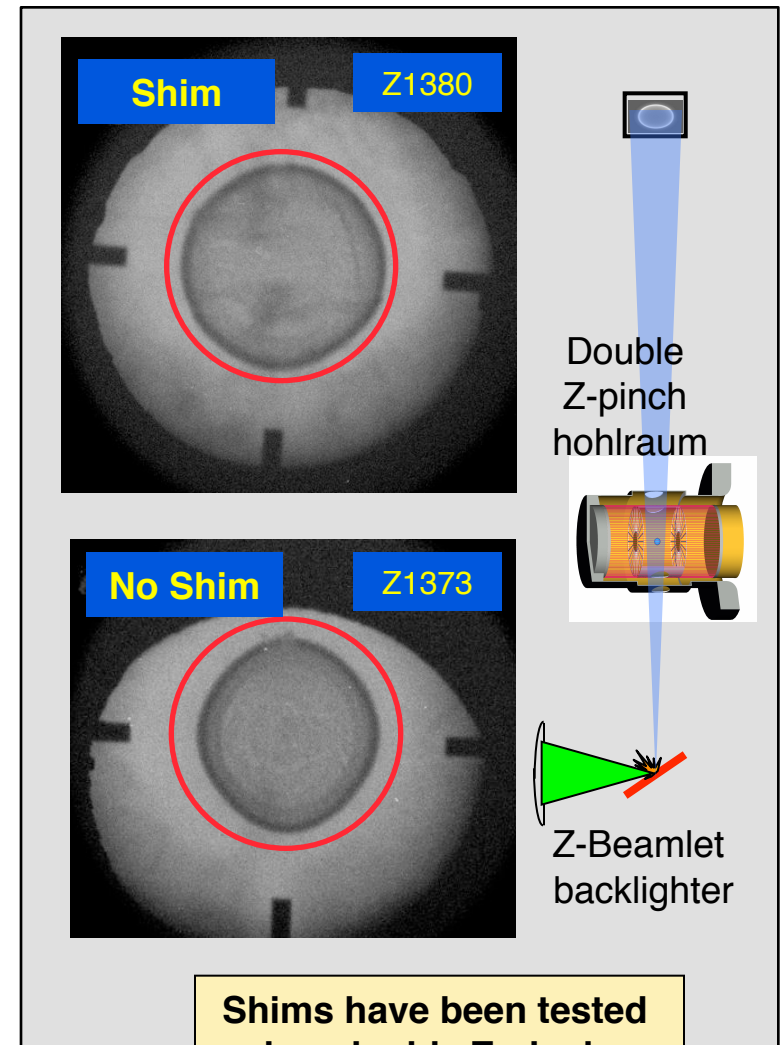 Shim
Z1380
Double
Z-pinch
hohlraum
No Shim
Z1373
Z-Beamlet
backlighter
Shims have been tested